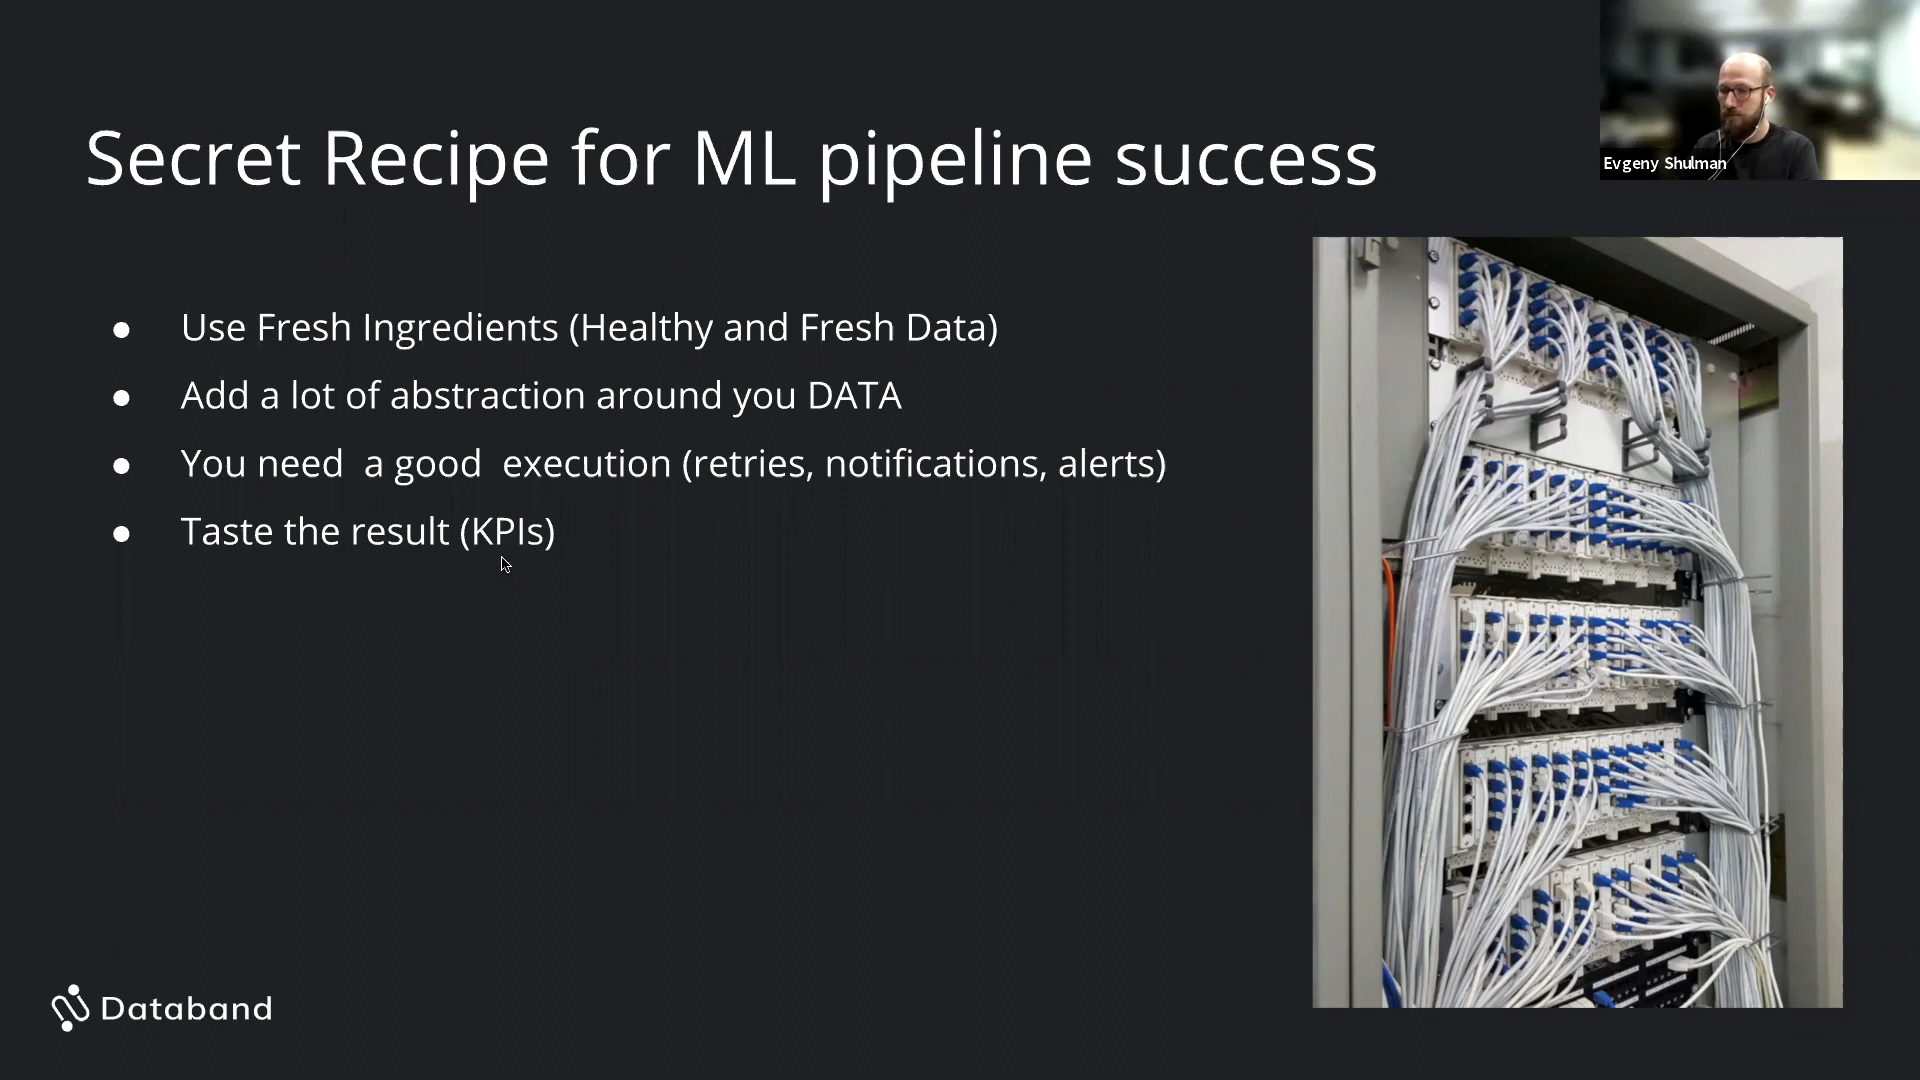 Secret Recipe for ML pipeline success
Evgeny Shulman
● Use Fresh Ingredients (Healthy and Fresh Data)
● Add a lot of abstraction around you DATA
● You need  a good  execution (retries, notifications, alerts)
● Taste the result (KPIs)
Databand